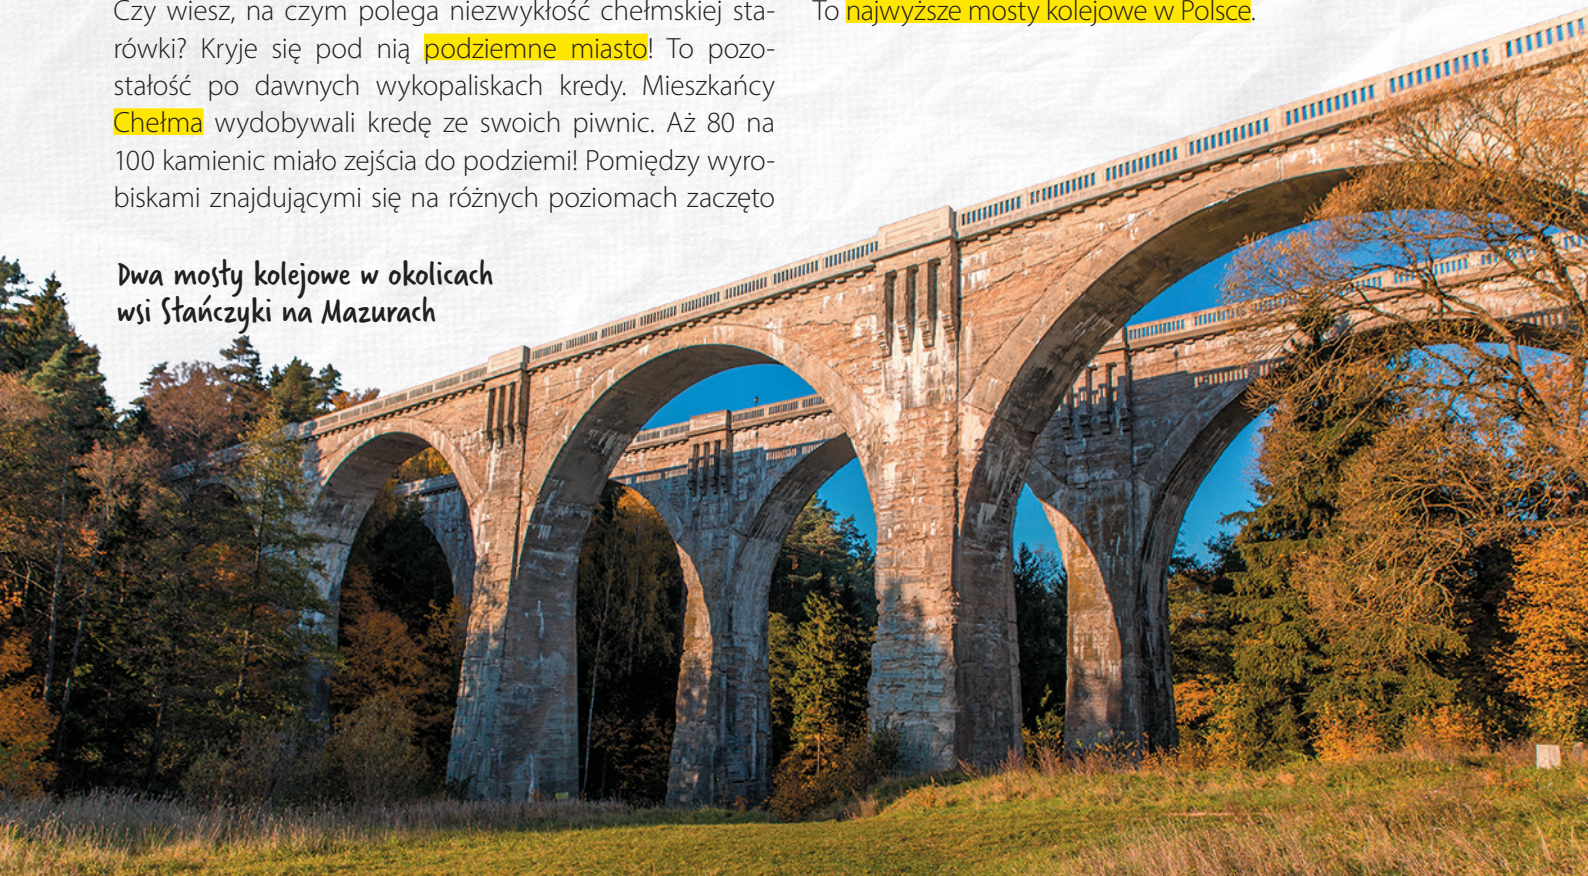 Czy wiesz, na czym polega niezwykłość chełmskiej sta-
rówki? Kryje się pod nią podziemne miasto! To pozo-
stałość po dawnych wykopaliskach kredy. Mieszkańcy
Chełma wydobywali kredę ze swoich piwnic. Aż 80 na
100 kamienic miało zejścia do podziemi! Pomiędzy wyro-
biskami znajdującymi się na różnych poziomach zaczęto
To najwyższe mosty kolejowe w Polsce.
Dwa mosty kolejowe w okolicach
wsi Stańczyki na Mazurach